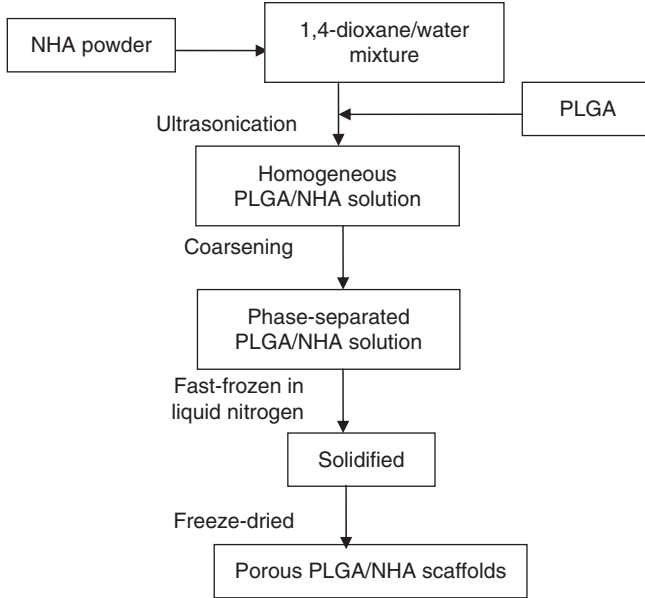 NHA powder
1,4-dioxane/water
mixture
Ultrasonication
PLGA
Homogeneous
PLGA/NHA solution
Coarsening
Phase-separated
PLGA/NHA solution
Fast-frozen in
liquid nitrogen
Solidified
Freeze-dried
Porous PLGA/NHA scaffolds